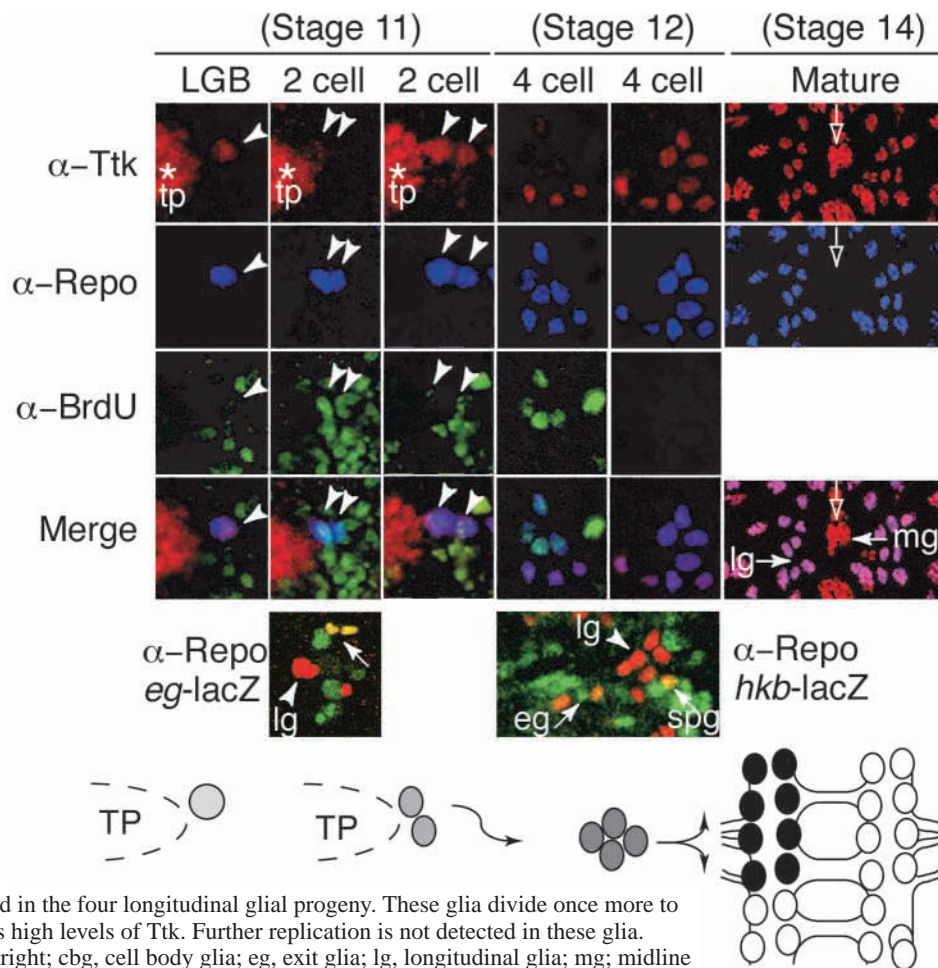 (Stage 11) (Stage 12) (Stage 14)
LGB 2 cell 2 cell 4 cell 4 cell Mature
α–Ttk
* tp * tp * tp
α–Repo
α–BrdU
Merge
lg mg
α–Repo
eg-lacZ
lg
lg
eg spg
α–Repo
hkb-lacZ
TP TP
d in the four longitudinal glial progeny. These glia divide once more to
s high levels of Ttk. Further replication is not detected in these glia.
right; cbg, cell body glia; eg, exit glia; lg, longitudinal glia; mg; midline